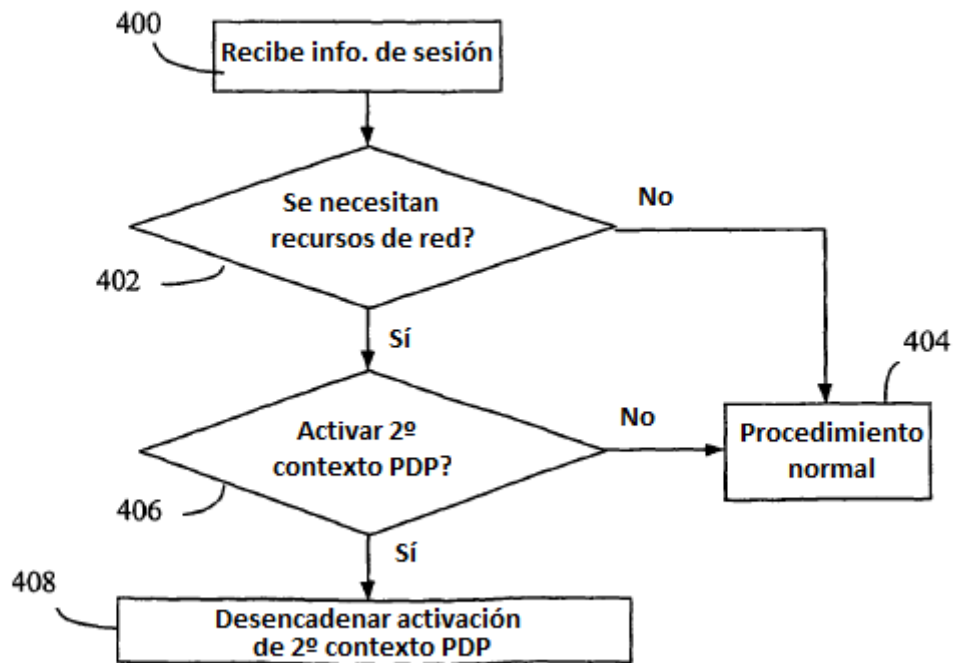 400
Recibe info. de sesión
Se necesitan
recursos de red?
No
402
Sí
404
Activar 2º
contexto PDP?
No
Procedimiento
normal
406
Sí
408
Desencadenar activación
de 2º contexto PDP